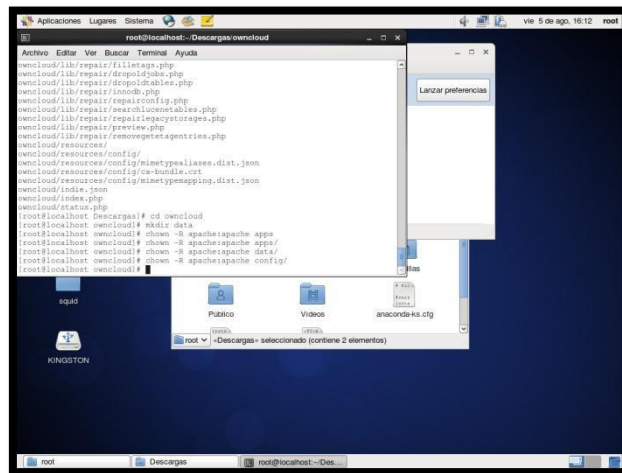 Aplicaciones Lugares Sistema
vie 5 de ago, 16:12 root
root@localhost:~/Descargas/owncloud
Archivo Editar Ver Buscar Terminal Ayuda
owncloud/lib/repair/filletags.php
owncloud/lib/repair/dropoldjobs.php
owncloud/lib/repair/dropoldtables.php
owncloud/lib/repair/innodb.php
owncloud/lib/repair/repairconfig.php
owncloud/lib/repair/searchlucenetables.php
owncloud/lib/repair/repairlegacystorages.php
owncloud/lib/repair/preview.php
owncloud/lib/repair/removegetetagentries.php
owncloud/resources/
owncloud/resources/config/
owncloud/resources/config/mimetypealiases.dist.json
owncloud/resources/config/ca-bundle.crt
owncloud/resources/config/mimetypemapping.dist.json
owncloud/indie.json
owncloud/index.php
owncloud/status.php
[root@localhost Descargas]# cd owncloud
[root@localhost owncloud]# mkdir data
[root@localhost owncloud]# chown -R apache:apache apps
[root@localhost owncloud]# chown -R apache:apache apps/
[root@localhost owncloud]# chown -R apache:apache data/
[root@localhost owncloud]# chown -R apache:apache config/
[root@localhost owncloud]#
Lanzar preferencias
illas
squid
Público
Vídeos
anaconda-ks.cfg
root
«Descargas» seleccionado (contiene 2 elementos)
KINGSTON
root
Descargas
root@localhost:~/Des...